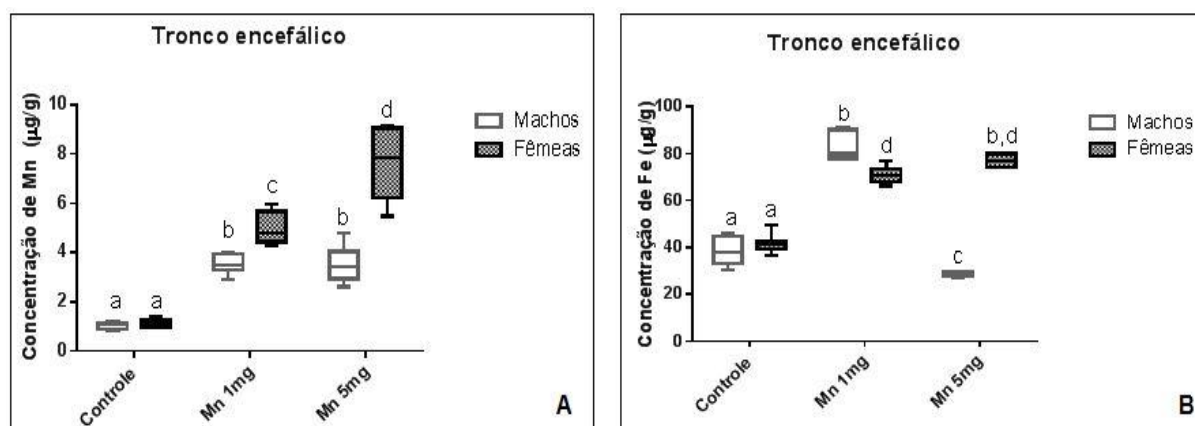 Tronco encefálico
Concentração de Mn (µg/g)
10
8
6
4
2
0
a
a
b
c
b
d
Machos
Fêmeas
Controle
Mn 1mg
Mn 5mg
A
Tronco encefálico
Concentração de Fe (µg/g)
100
80
60
40
20
0
a
a
b
d
c
b,d
Machos
Fêmeas
Controle
Mn 1mg
Mn 5mg
B